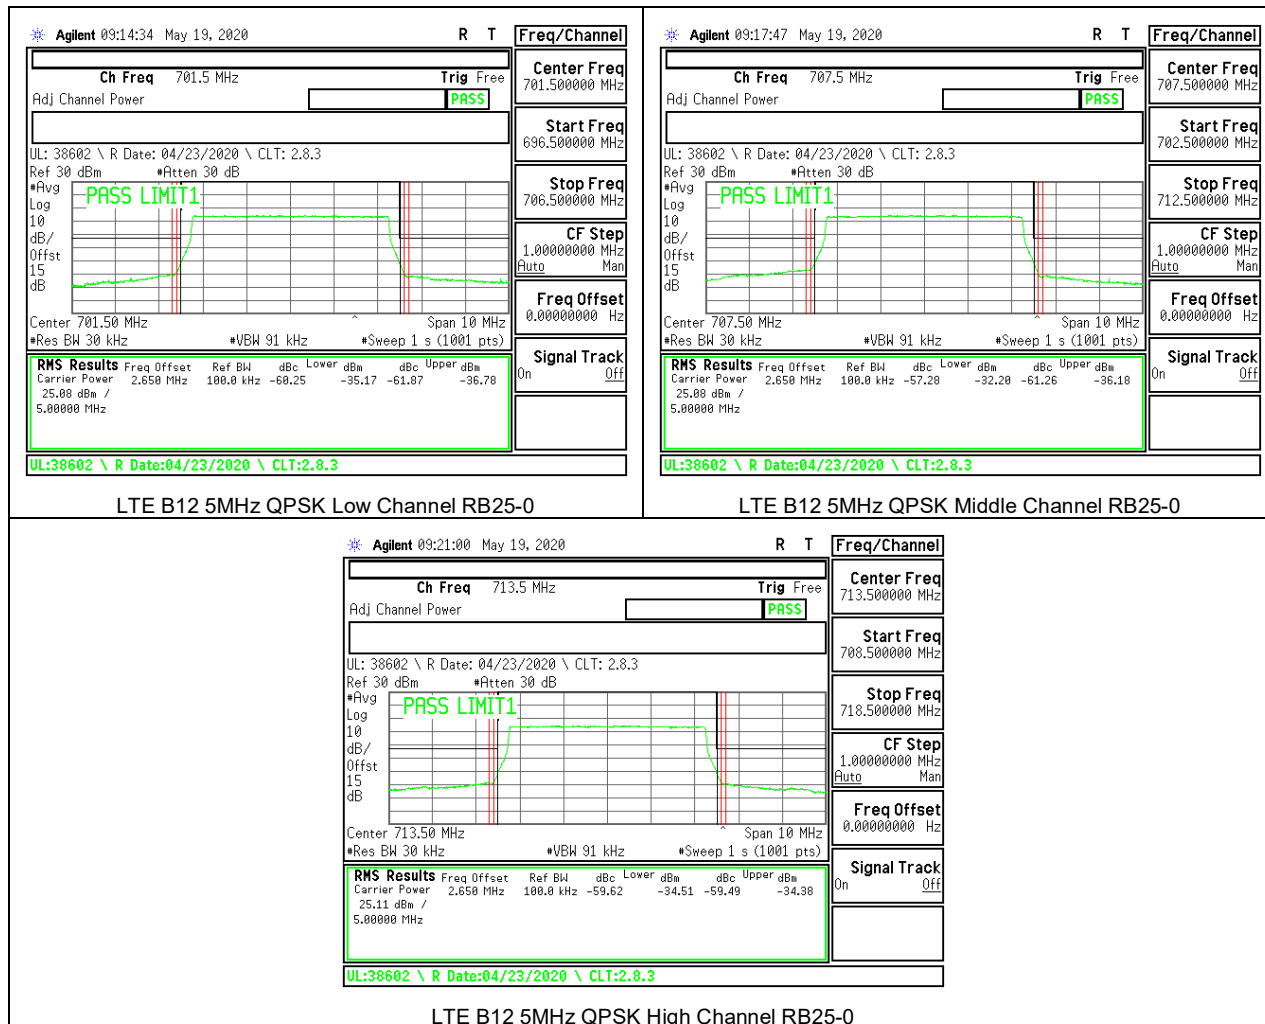 Agilent 09:14:34 May 19, 2020 R T Freq/Channel
Ch Freq 701.5 MHz Trig Free
Adj Channel Power PASS
UL: 38602 \ R Date: 04/23/2020 \ CLT: 2.8.3
Ref 30 dBm #Atten 30 dB
#Avg
Log
10
dB/
Offst
15
dB
PASS LIMIT1
Center 701.50 MHz Span 10 MHz
#Res BW 30 kHz #VBW 91 kHz #Sweep 1 s (1001 pts)
RMS Results Freq Offset Ref BW dBc Lower dBm dBc Upper dBm
Carrier Power 2.650 MHz 100.0 kHz -60.25 -35.17 -61.87 -36.78
25.08 dBm /
5.00000 MHz
UL:38602 \ R Date:04/23/2020 \ CLT:2.8.3
Center Freq
701.500000 MHz
Start Freq
696.500000 MHz
Stop Freq
706.500000 MHz
CF Step
1.00000000 MHz
Auto Man
Freq Offset
0.00000000 Hz
Signal Track
On Off
LTE B12 5MHz QPSK Low Channel RB25-0
Agilent 09:17:47 May 19, 2020 R T Freq/Channel
Ch Freq 707.5 MHz Trig Free
Adj Channel Power PASS
UL: 38602 \ R Date: 04/23/2020 \ CLT: 2.8.3
Ref 30 dBm #Atten 30 dB
#Avg
Log
10
dB/
Offst
15
dB
PASS LIMIT1
Center 707.50 MHz Span 10 MHz
#Res BW 30 kHz #VBW 91 kHz #Sweep 1 s (1001 pts)
RMS Results Freq Offset Ref BW dBc Lower dBm dBc Upper dBm
Carrier Power 2.650 MHz 100.0 kHz -57.28 -32.20 -61.26 -36.18
25.08 dBm /
5.00000 MHz
UL:38602 \ R Date:04/23/2020 \ CLT:2.8.3
Center Freq
707.500000 MHz
Start Freq
702.500000 MHz
Stop Freq
712.500000 MHz
CF Step
1.00000000 MHz
Auto Man
Freq Offset
0.00000000 Hz
Signal Track
On Off
LTE B12 5MHz QPSK Middle Channel RB25-0
Agilent 09:21:00 May 19, 2020 R T Freq/Channel
Ch Freq 713.5 MHz Trig Free
Adj Channel Power PASS
UL: 38602 \ R Date: 04/23/2020 \ CLT: 2.8.3
Ref 30 dBm #Atten 30 dB
#Avg
Log
10
dB/
Offst
15
dB
PASS LIMIT1
Center 713.50 MHz Span 10 MHz
#Res BW 30 kHz #VBW 91 kHz #Sweep 1 s (1001 pts)
RMS Results Freq Offset Ref BW dBc Lower dBm dBc Upper dBm
Carrier Power 2.650 MHz 100.0 kHz -59.62 -34.51 -59.49 -34.38
25.11 dBm /
5.00000 MHz
UL:38602 \ R Date:04/23/2020 \ CLT:2.8.3
Center Freq
713.500000 MHz
Start Freq
708.500000 MHz
Stop Freq
718.500000 MHz
CF Step
1.00000000 MHz
Auto Man
Freq Offset
0.00000000 Hz
Signal Track
On Off
LTE B12 5MHz QPSK High Channel RB25-0